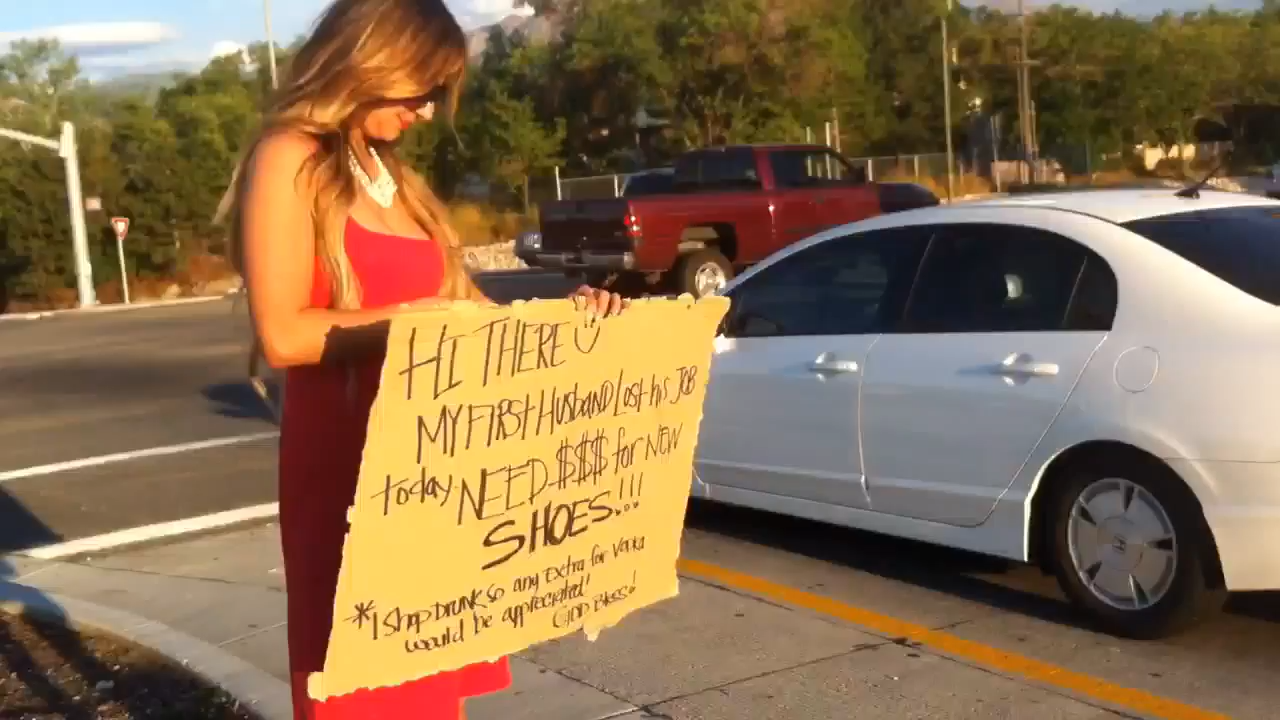 HI THERE
MY FIRST HUSBAND Lost his JOB
today NEED $$$ for NEW
SHOES!!!
*I Shop DRUNK so any Extra for Vodka
would be appreciated!
GOD Bless!